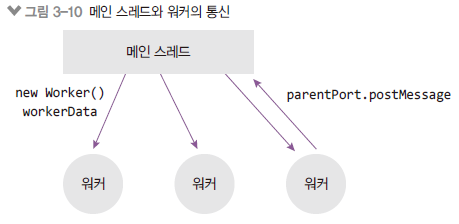 그림 3-10 메인 스레드와 워커의 통신
메인 스레드
new Worker()
workerData
parentPort.postMessage
워커
워커
워커